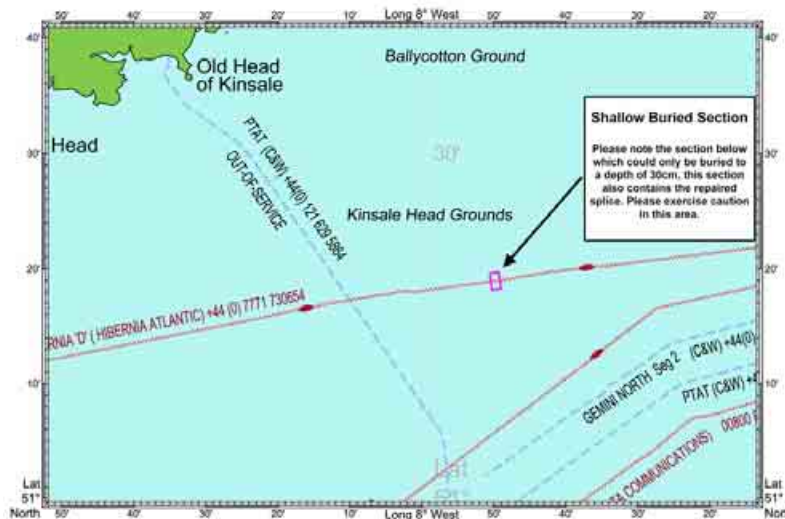 50' 40' 30' 20' 10' Long 8° West 50' 40' 30' 20'
40' 40'
Ballycotton Ground
Old Head
of Kinsale
Shallow Buried Section
Please note the section below
which could only be buried to
a depth of 30cm, this section
also contains the repaired
splice. Please exercise caution
in this area.
Head
30' 30' 30'
PTAT (C&W) +44(0) 121 629 5864
OUT-OF-SERVICE
Kinsale Head Grounds
20' 20'
RNIA 'D' ( HIBERNIA ATLANTIC) +44 (0) 7771 730654
10' 10'
GEMINI NORTH Seg 2 (C&W) +44(0)
PTAT (C&W)
TA COMMUNICATIONS) 00800
Lat
Lat Lat
51° 51°
North 50' 40' 30' 20' 10' Long 8° West 50' 40' 30' 20' North